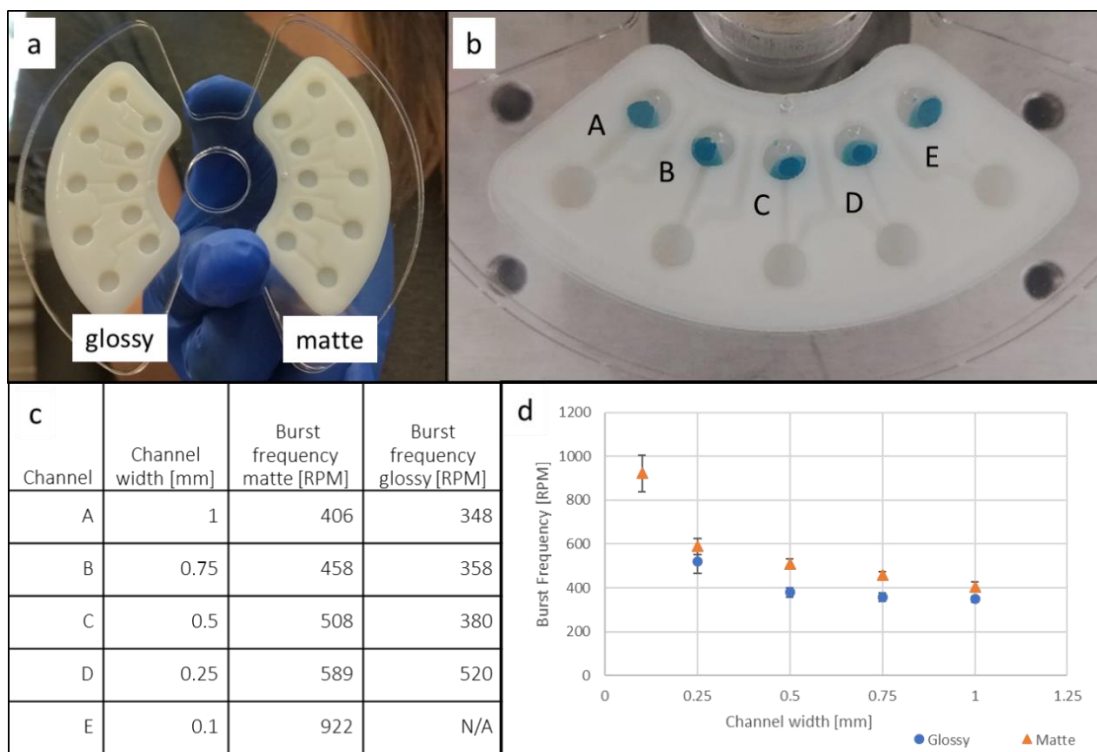 a
glossy
matte
b
A
B
C
D
E
c
Channel
Channel width [mm]
Burst frequency matte [RPM]
Burst frequency glossy [RPM]
A 1 406 348
B 0.75 458 358
C 0.5 508 380
D 0.25 589 520
E 0.1 922 N/A
d
Burst Frequency [RPM]
1200
1000
800
600
400
200
0
0 0.25 0.5 0.75 1 1.25
Channel width [mm]
Glossy Matte